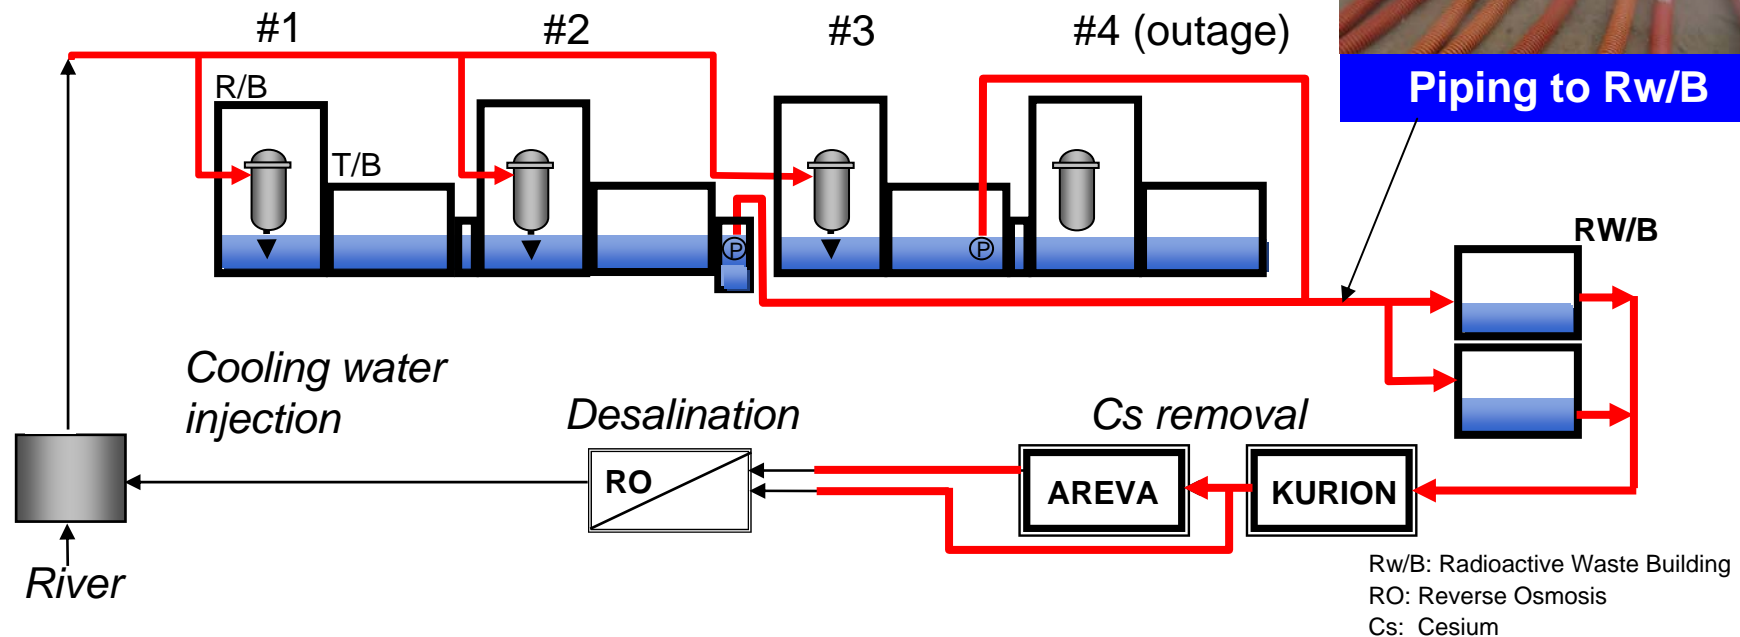 #1
#2
#3
#4 (outage)
Piping to Rw/B
R/B
T/B
P
P
RW/B
Cooling water
injection
Desalination
Cs removal
RO
AREVA
KURION
River
Rw/B: Radioactive Waste Building
RO: Reverse Osmosis
Cs: Cesium